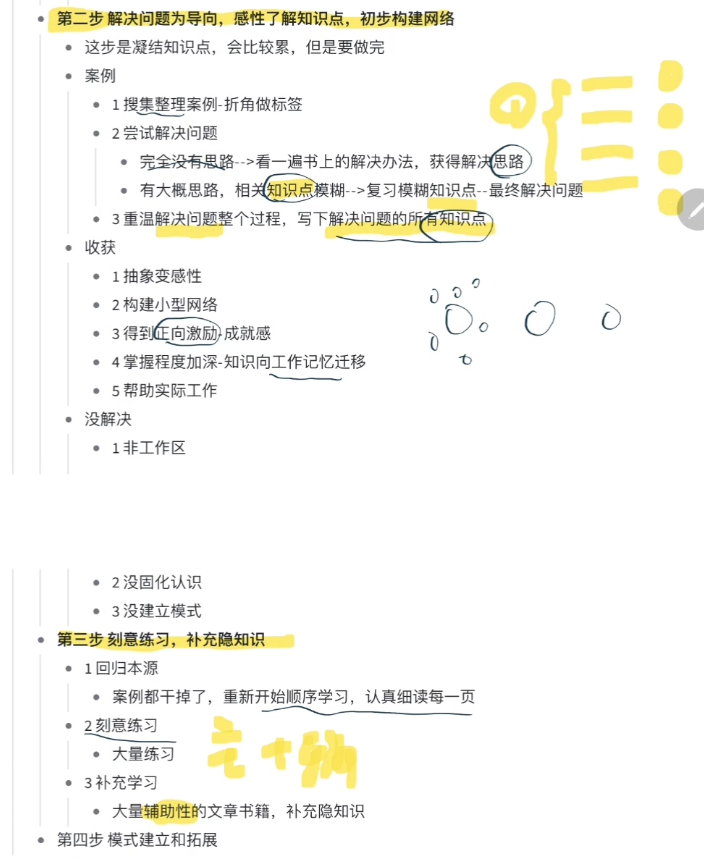 第二步 解决问题为导向，感性了解知识点，初步构建网络
这步是凝结知识点，会比较累，但是要做完
案例
1 搜集整理案例-折角做标签
2 尝试解决问题
完全没有思路-->看一遍书上的解决办法，获得解决思路
有大概思路，相关知识点模糊-->复习模糊知识点--最终解决问题
3 重温解决问题整个过程，写下解决问题的所有知识点
收获
1 抽象变感性
2 构建小型网络
3 得到正向激励-成就感
4 掌握程度加深-知识向工作记忆迁移
5 帮助实际工作
没解决
1 非工作区
2 没固化认识
3 没建立模式
第三步 刻意练习，补充隐知识
1 回归本源
案例都干掉了，重新开始顺序学习，认真细读每一页
2 刻意练习
大量练习
3 补充学习
大量辅助性的文章书籍，补充隐知识
第四步 模式建立和拓展